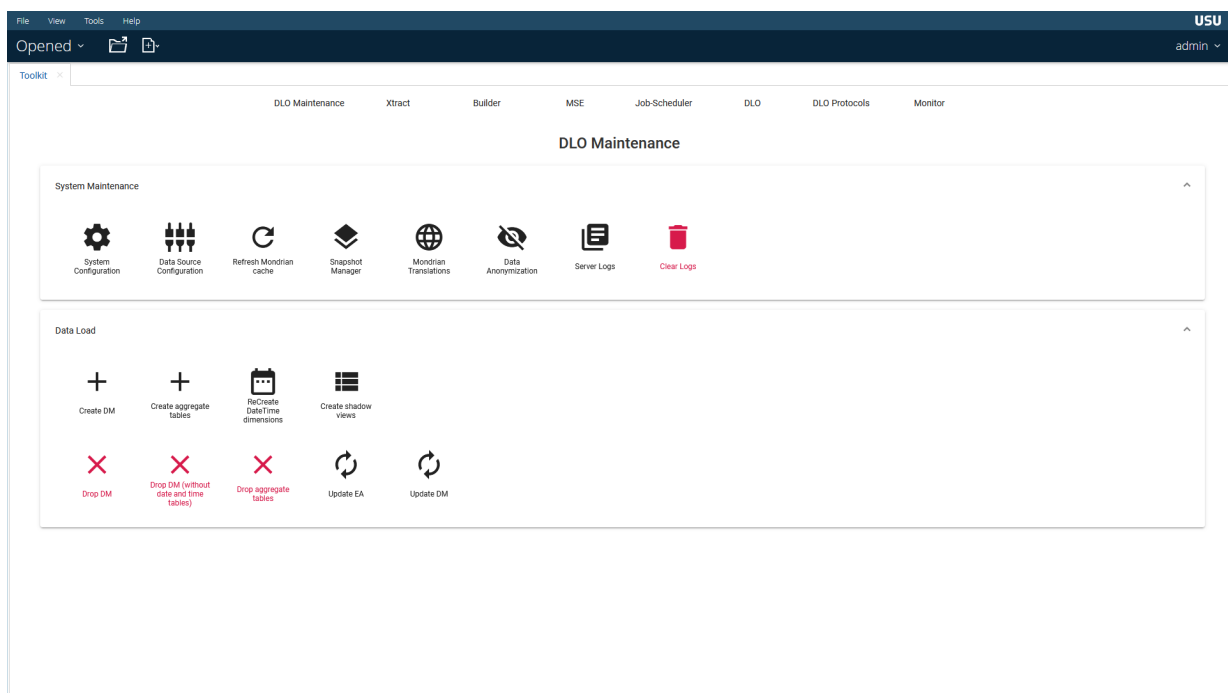 File View Tools Help USU
Opened admin
Toolkit
DLO Maintenance Xtract Builder MSE Job-Scheduler DLO DLO Protocols Monitor
DLO Maintenance
System Maintenance
System Configuration
Data Source Configuration
Refresh Mondrian cache
Snapshot Manager
Mondrian Translations
Data Anonymization
Server Logs
Clear Logs
Data Load
Create DM
Create aggregate tables
ReCreate DateTime dimensions
Create shadow views
Drop DM
Drop DM (without date and time tables)
Drop aggregate tables
Update EA
Update DM